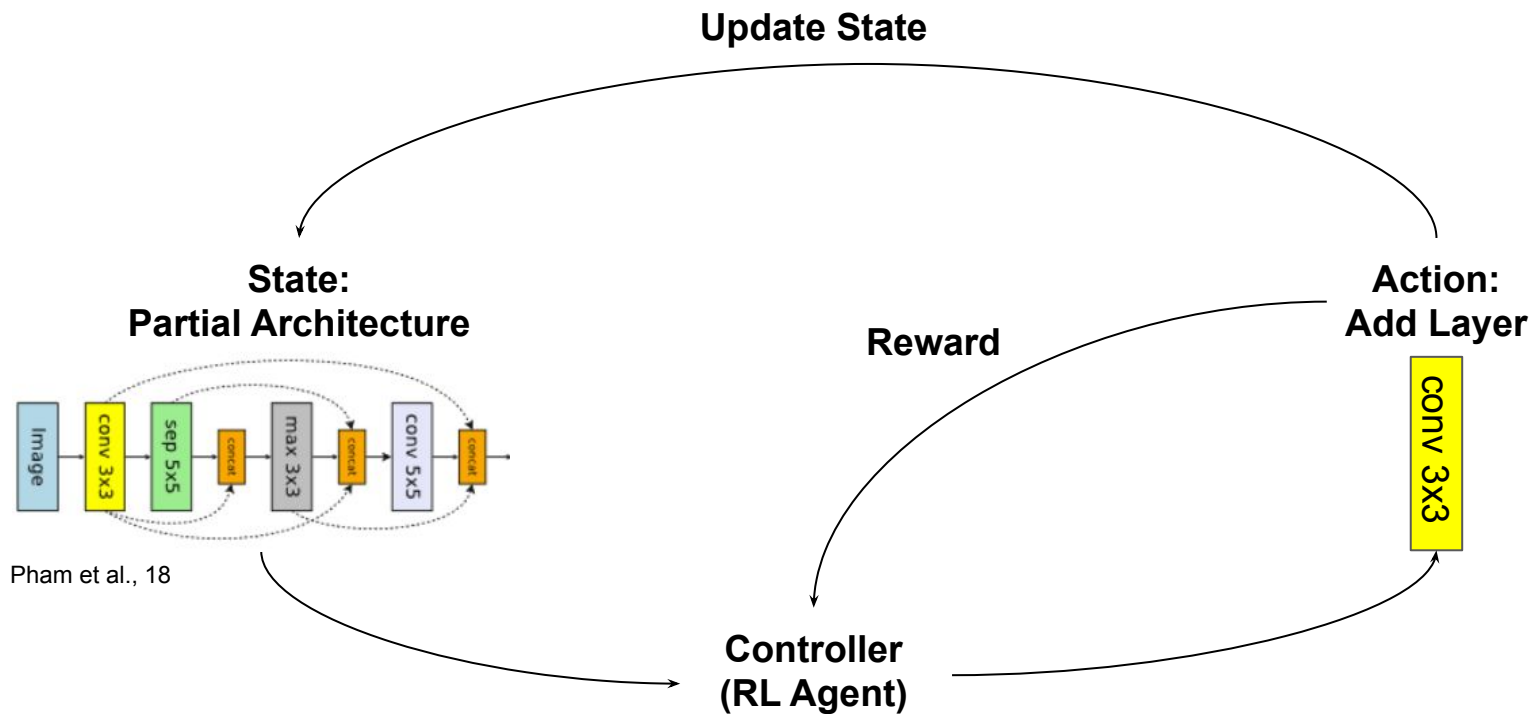 Update State
State:
Partial Architecture
Image
conv 3x3
sep 5x5
concat
max 3x3
concat
conv 5x5
concat
Pham et al., 18
Reward
Action:
Add Layer
conv 3x3
Controller
(RL Agent)